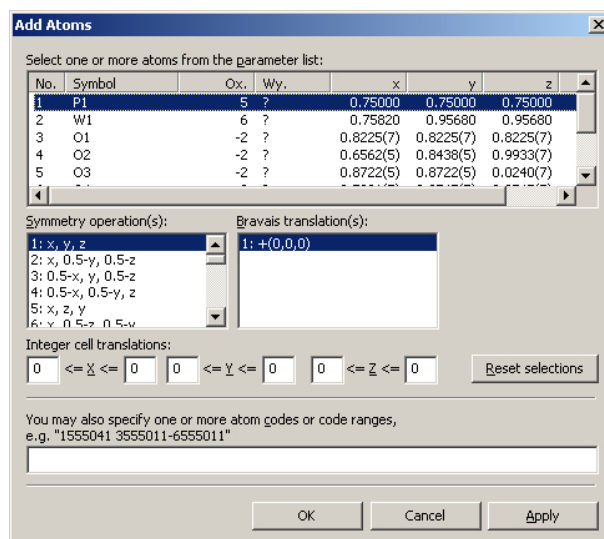 Add Atoms
Select one or more atoms from the parameter list:
No. Symbol Ox. Wy. x y z
1 P1 5 ? 0.75000 0.75000 0.75000
2 W1 6 ? 0.75820 0.95680 0.95680
3 O1 -2 ? 0.8225(7) 0.8225(7) 0.8225(7)
4 O2 -2 ? 0.6562(5) 0.8438(5) 0.9933(7)
5 O3 -2 ? 0.8722(5) 0.8722(5) 0.0240(7)
Symmetry operation(s): Bravais translation(s):
1: x, y, z 1: +(0,0,0)
2: x, 0.5-y, 0.5-z
3: 0.5-x, y, 0.5-z
4: 0.5-x, 0.5-y, z
5: x, z, y
6: x, 0.5-z, 0.5-y
Integer cell translations:
0 <= X <= 0 0 <= Y <= 0 0 <= Z <= 0 Reset selections
You may also specify one or more atom codes or code ranges,
e.g. "1555041 3555011-6555011"
OK Cancel Apply